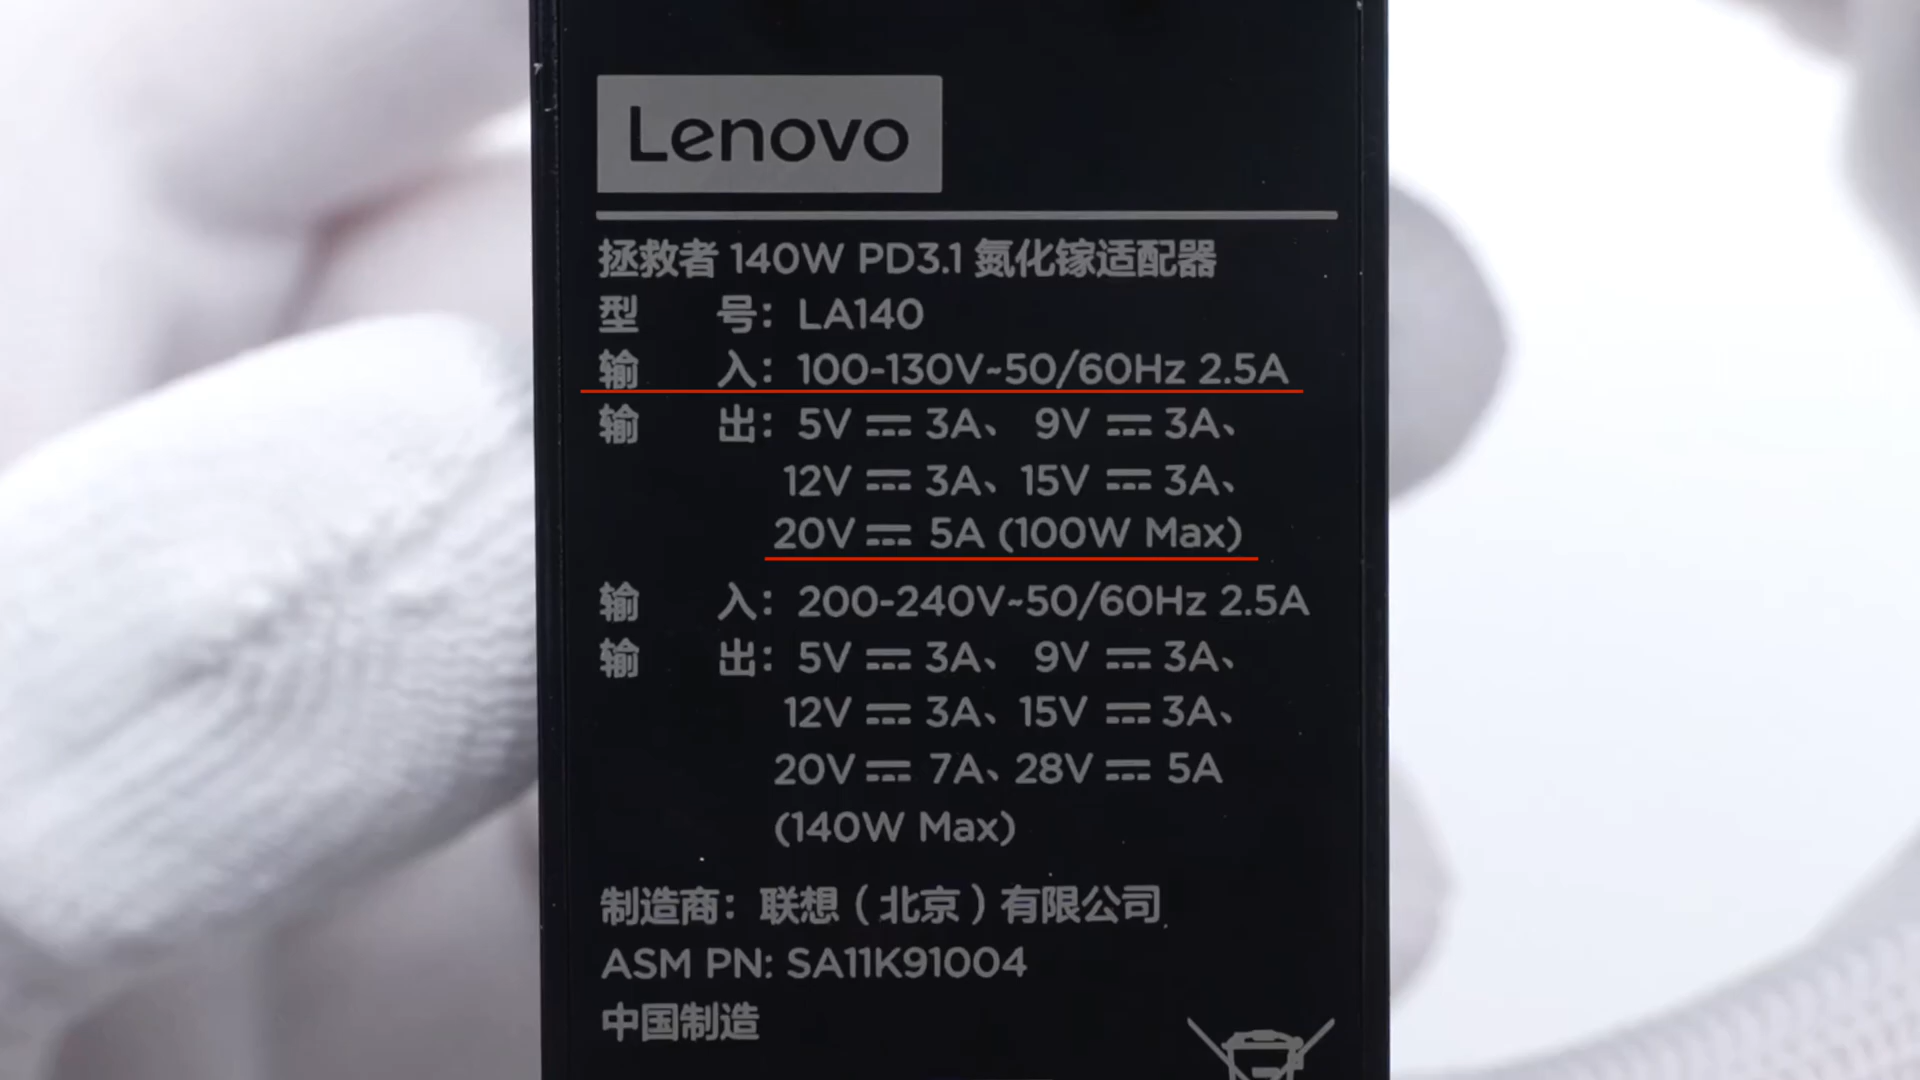 Lenovo
拯救者 140W PD3.1 氮化镓适配器
型 号：LA140
输 入：100-130V~50/60Hz 2.5A
输 出：5V ⎓ 3A、 9V ⎓ 3A、
12V ⎓ 3A、 15V ⎓ 3A、
20V ⎓ 5A (100W Max)
输 入：200-240V~50/60Hz 2.5A
输 出：5V ⎓ 3A、 9V ⎓ 3A、
12V ⎓ 3A、 15V ⎓ 3A、
20V ⎓ 7A、 28V ⎓ 5A
(140W Max)
制造商：联想（北京）有限公司
ASM PN: SA11K91004
中国制造